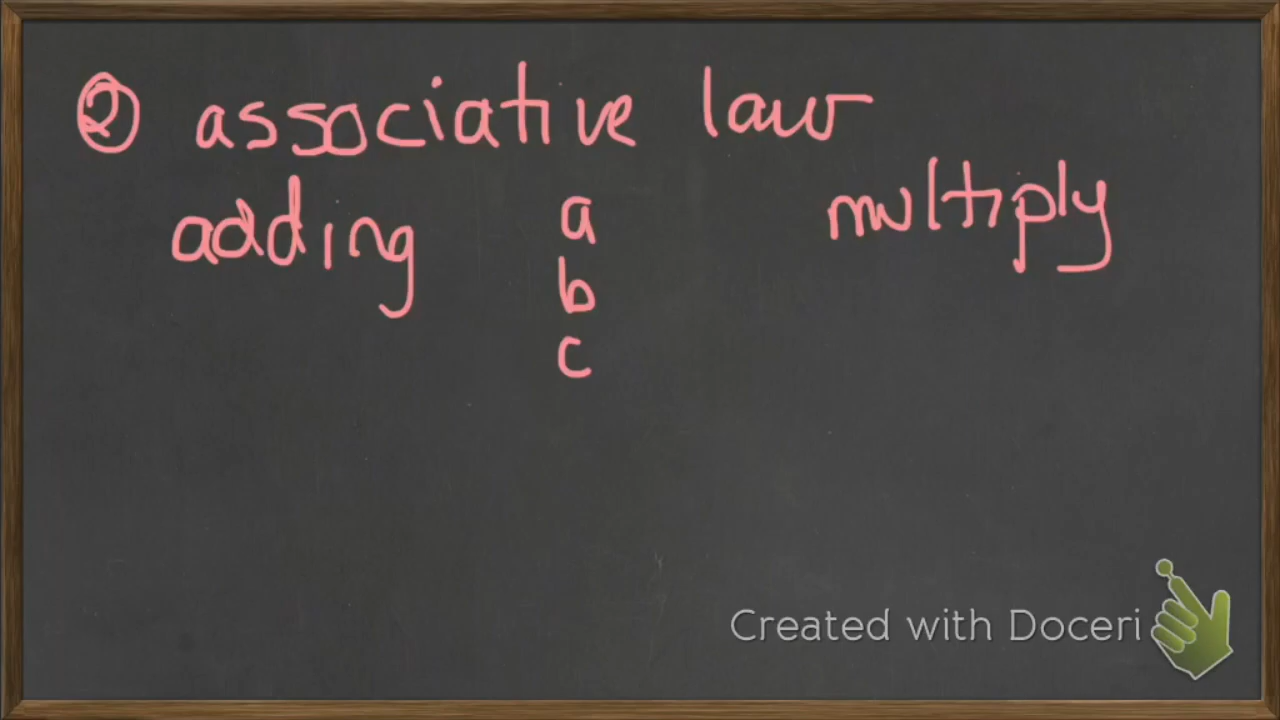 ② associative law
adding a multiply
b
c
Created with Doceri